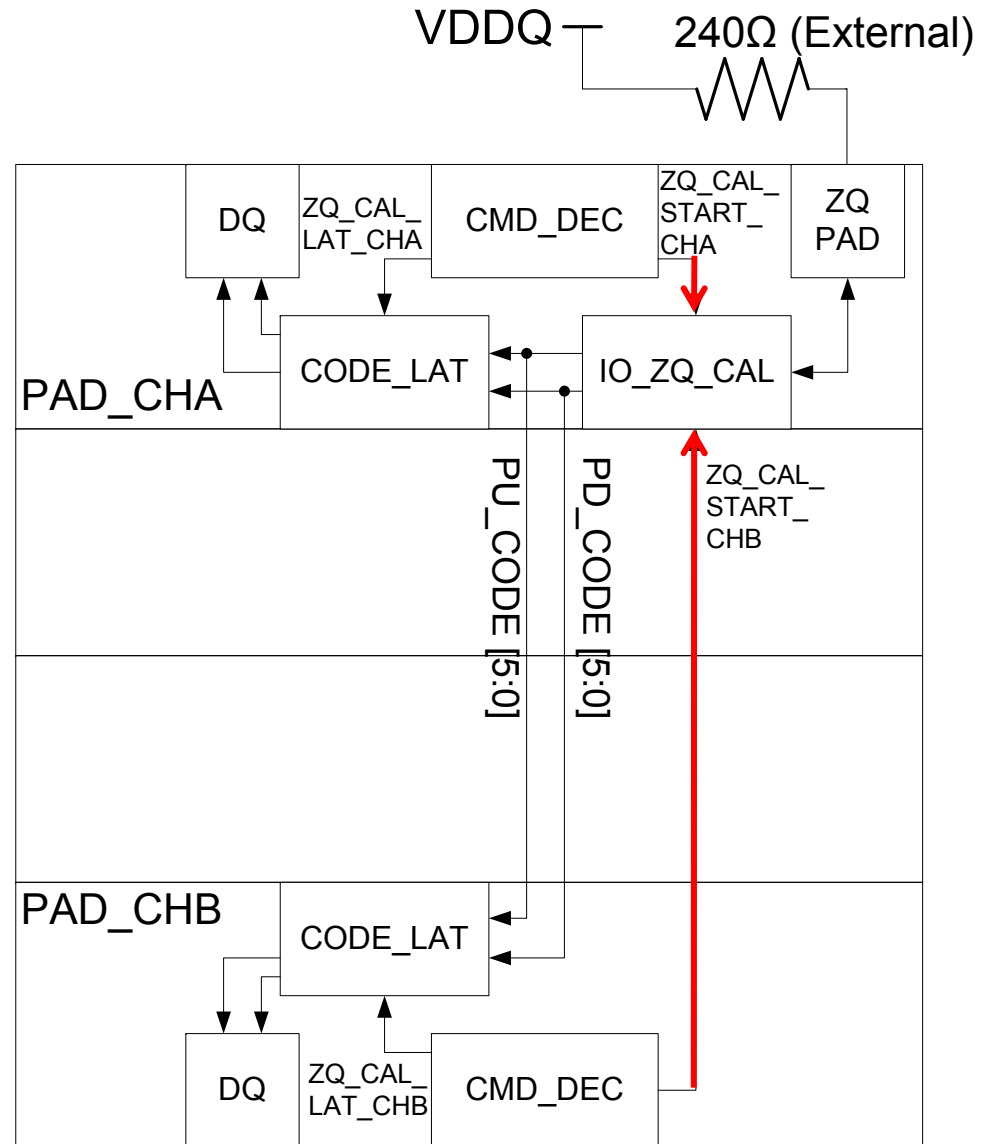 VDDQ
240Ω (External)
DQ
ZQ_CAL_
LAT_CHA
CMD_DEC
ZQ_CAL_
START_
CHA
ZQ
PAD
CODE_LAT
IO_ZQ_CAL
PAD_CHA
PU_CODE [5:0]
PD_CODE [5:0]
ZQ_CAL_
START_
CHB
PAD_CHB
CODE_LAT
DQ
ZQ_CAL_
LAT_CHB
CMD_DEC